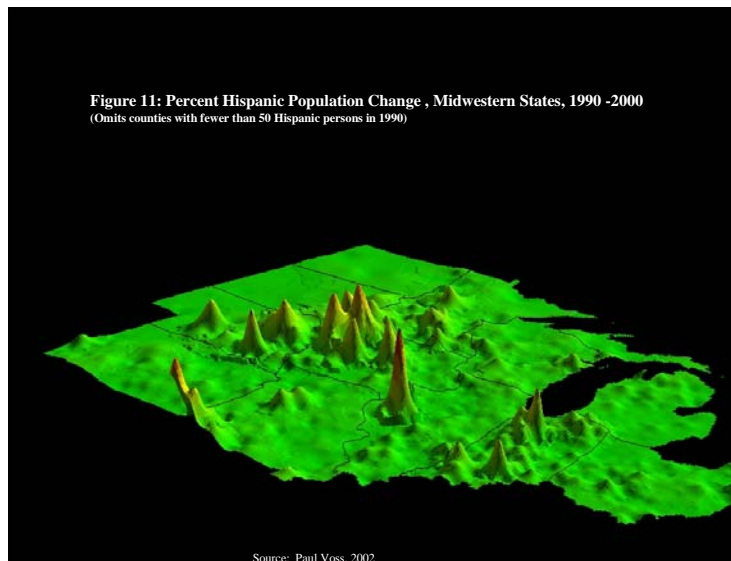 Figure 11: Percent Hispanic Population Change , Midwestern States, 1990 -2000
(Omits counties with fewer than 50 Hispanic persons in 1990)
Source: Paul Voss, 2002